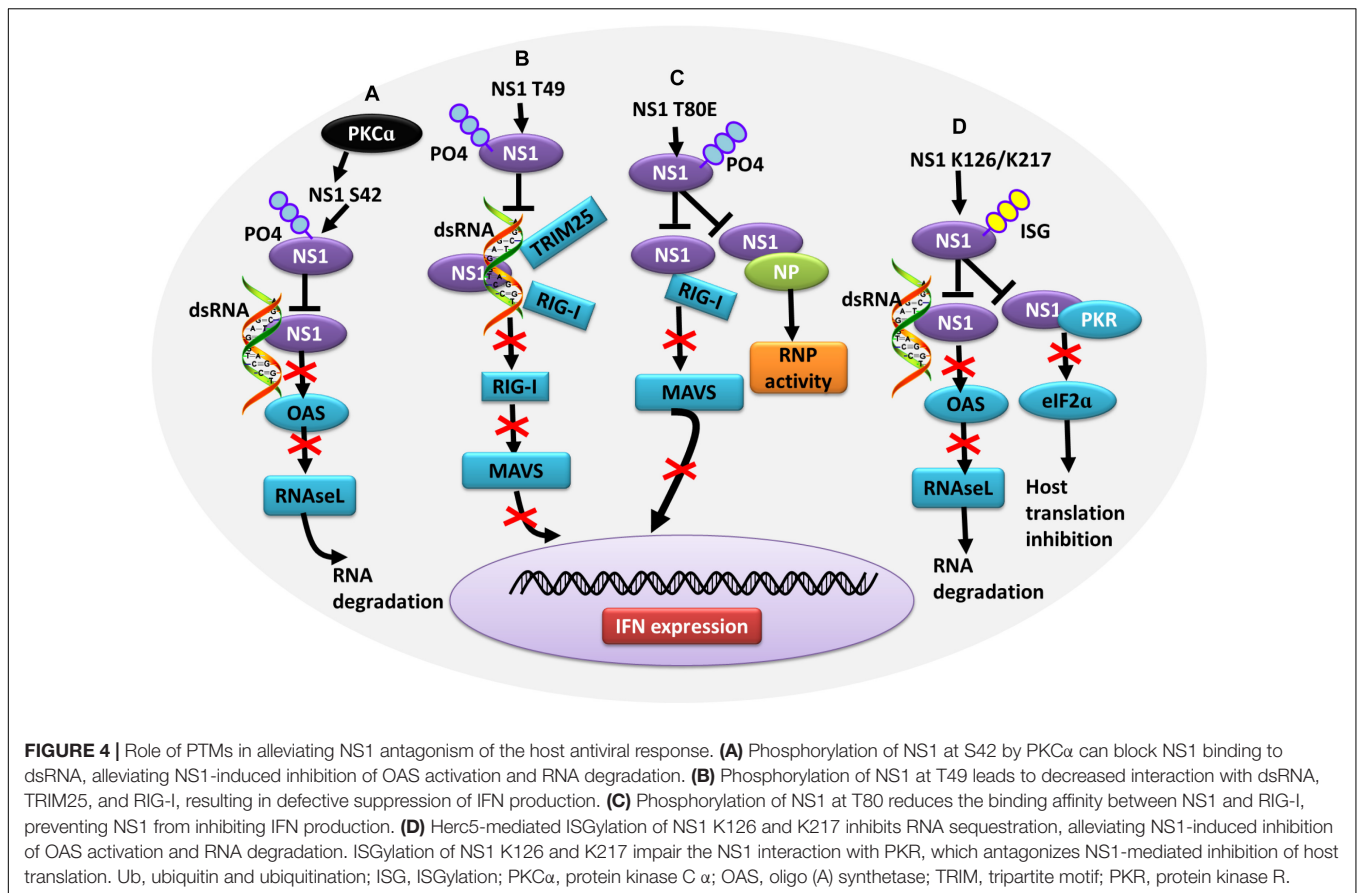 A
PKCα
NS1 S42
PO4
NS1
dsRNA
NS1
OAS
RNAseL
RNA
degradation
B
NS1 T49
PO4
NS1
dsRNA
TRIM25
NS1
RIG-I
RIG-I
MAVS
C
NS1 T80E
NS1
PO4
NS1
RIG-I
NS1
NP
MAVS
RNP
activity
D
NS1 K126/K217
NS1
ISG
dsRNA
NS1
NS1
PKR
OAS
eIF2α
RNAseL
Host
translation
inhibition
RNA
degradation
IFN expression
FIGURE 4 | Role of PTMs in alleviating NS1 antagonism of the host antiviral response. (A) Phosphorylation of NS1 at S42 by PKCα can block NS1 binding to
dsRNA, alleviating NS1-induced inhibition of OAS activation and RNA degradation. (B) Phosphorylation of NS1 at T49 leads to decreased interaction with dsRNA,
TRIM25, and RIG-I, resulting in defective suppression of IFN production. (C) Phosphorylation of NS1 at T80 reduces the binding affinity between NS1 and RIG-I,
preventing NS1 from inhibiting IFN production. (D) Herc5-mediated ISGylation of NS1 K126 and K217 inhibits RNA sequestration, alleviating NS1-induced inhibition
of OAS activation and RNA degradation. ISGylation of NS1 K126 and K217 impair the NS1 interaction with PKR, which antagonizes NS1-mediated inhibition of host
translation. Ub, ubiquitin and ubiquitination; ISG, ISGylation; PKCα, protein kinase C α; OAS, oligo (A) synthetase; TRIM, tripartite motif; PKR, protein kinase R.